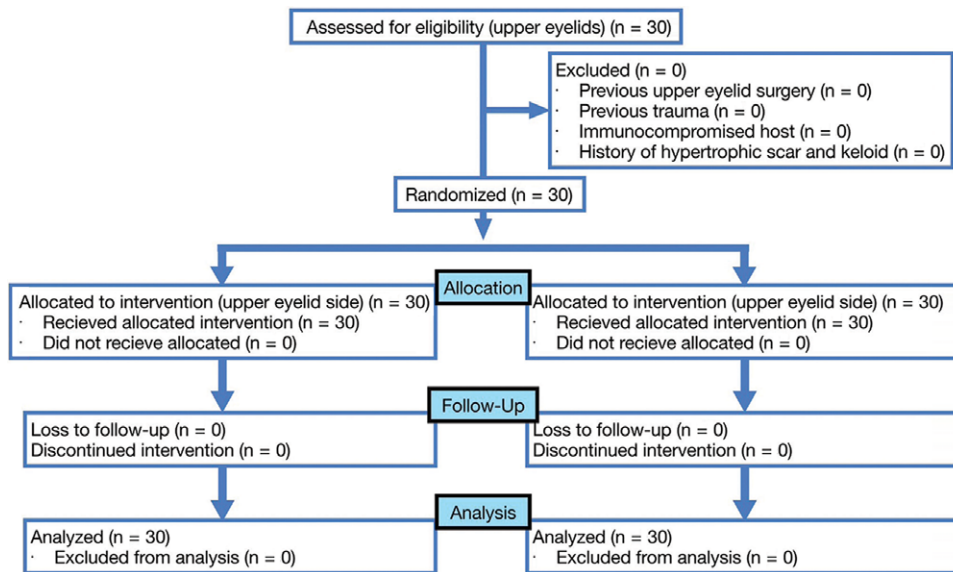 Assessed for eligibility (upper eyelids) (n = 30)
Excluded (n = 0)
· Previous upper eyelid surgery (n = 0)
· Previous trauma (n = 0)
· Immunocompromised host (n = 0)
· History of hypertrophic scar and keloid (n = 0)
Randomized (n = 30)
Allocation
Allocated to intervention (upper eyelid side) (n = 30)
· Recieved allocated intervention (n = 30)
· Did not recieve allocated (n = 0)
Allocated to intervention (upper eyelid side) (n = 30)
· Recieved allocated intervention (n = 30)
· Did not recieve allocated (n = 0)
Follow-Up
Loss to follow-up (n = 0)
Discontinued intervention (n = 0)
Loss to follow-up (n = 0)
Discontinued intervention (n = 0)
Analysis
Analyzed (n = 30)
· Excluded from analysis (n = 0)
Analyzed (n = 30)
· Excluded from analysis (n = 0)